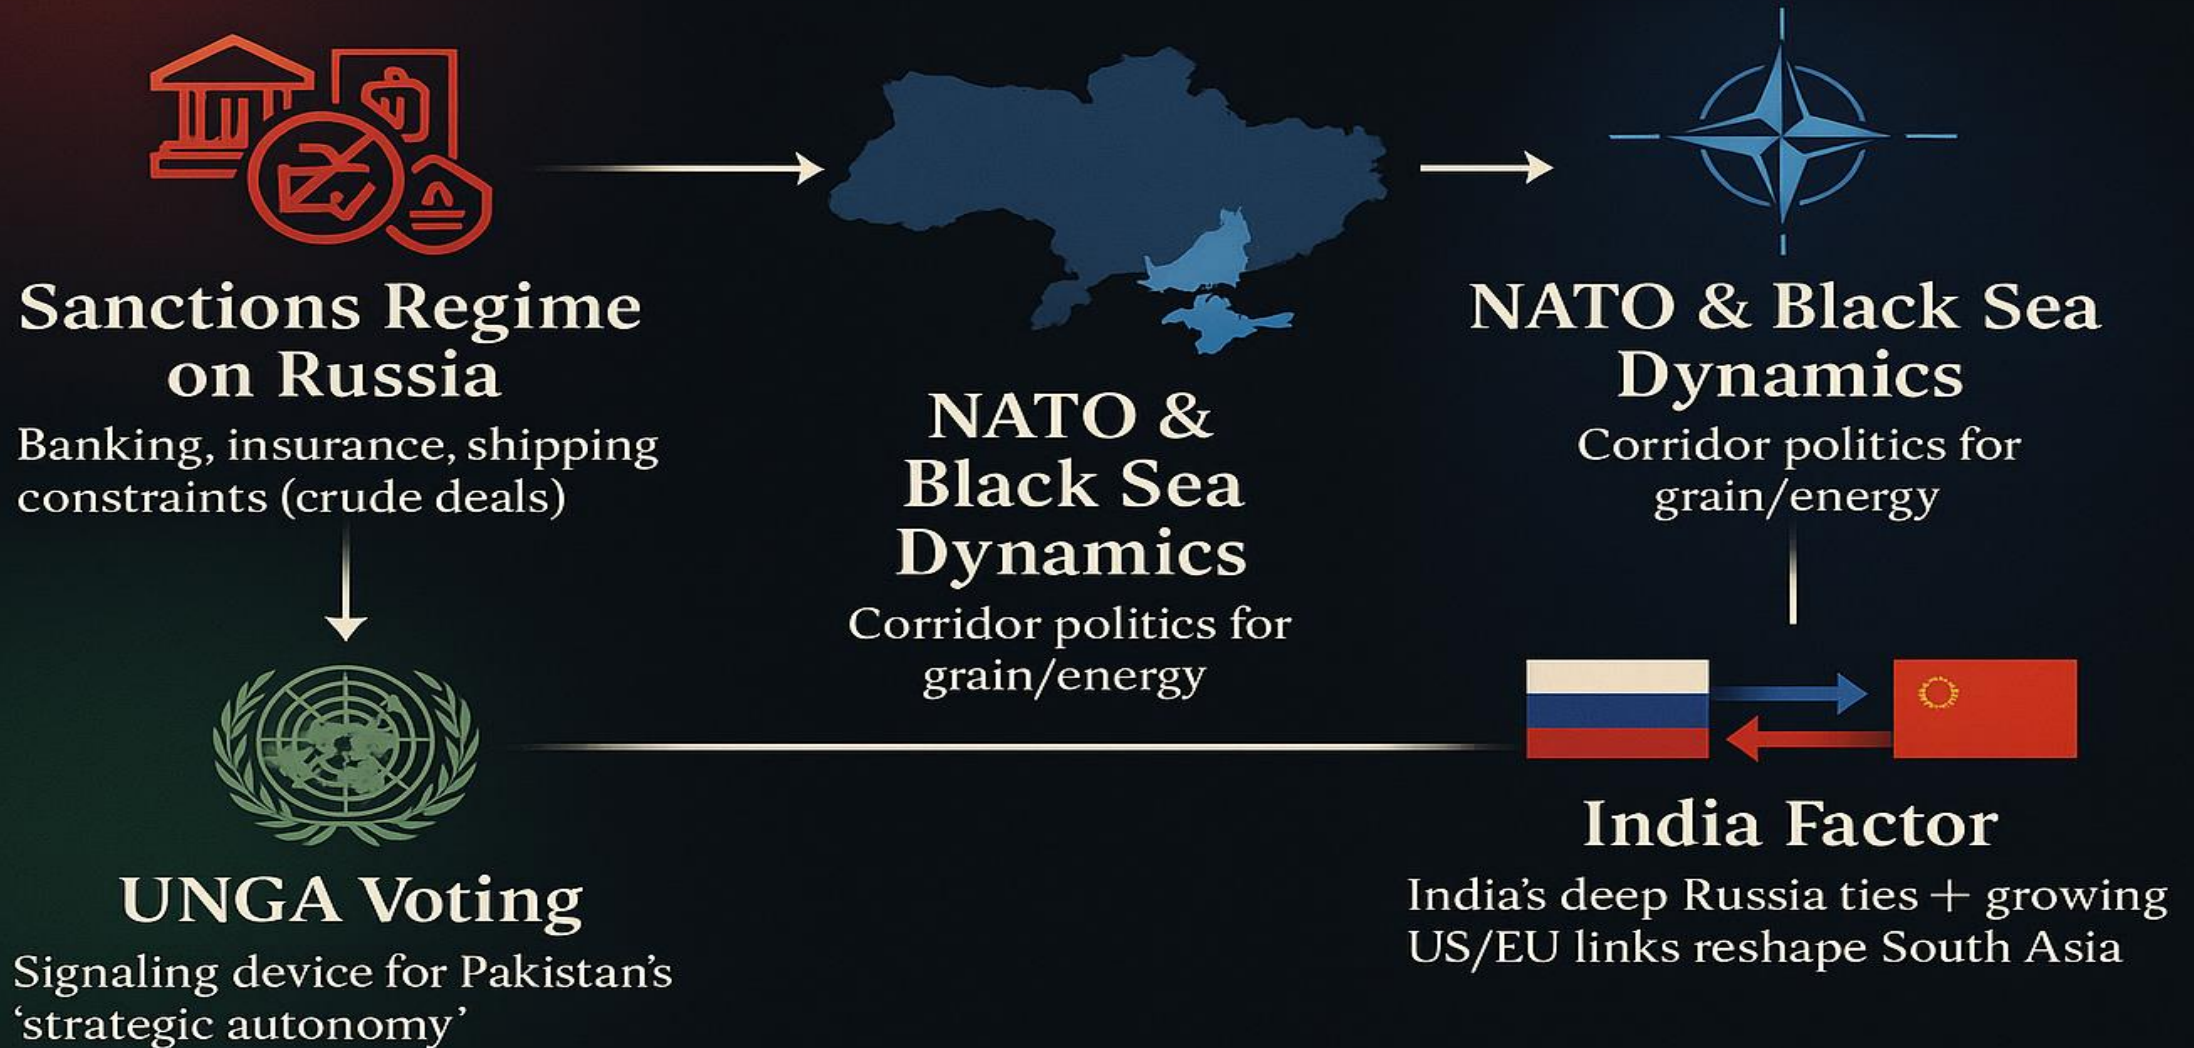 Sanctions Regime
on Russia
Banking, insurance, shipping
constraints (crude deals)
NATO &
Black Sea
Dynamics
Corridor politics for
grain/energy
NATO & Black Sea
Dynamics
Corridor politics for
grain/energy
UNGA Voting
Signaling device for Pakistan’s
‘strategic autonomy’
India Factor
India’s deep Russia ties + growing
US/EU links reshape South Asia